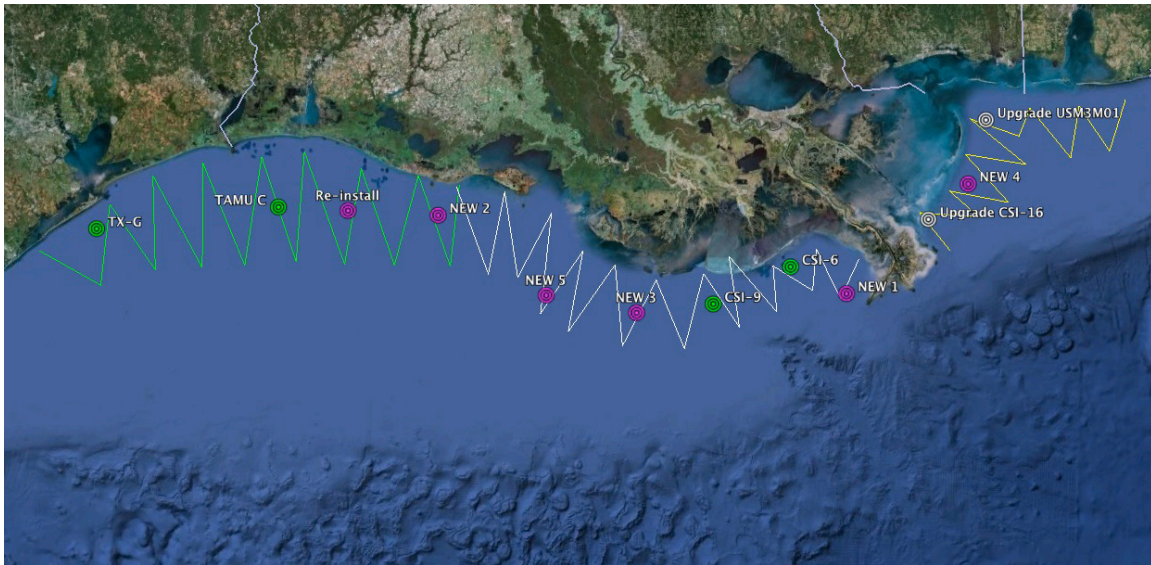 Upgrade USM3M01
NEW 4
TAMU C
Re-install
NEW 2
Upgrade CSI-16
TX-G
CSI-6
NEW 5
NEW 1
NEW 3
CSI-9